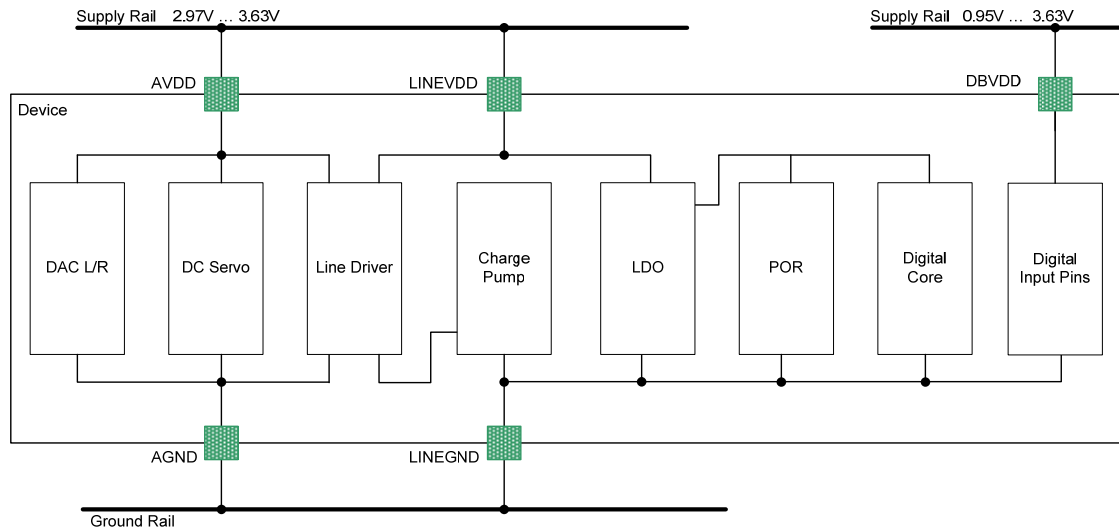 Supply Rail 2.97V ... 3.63V
Supply Rail 0.95V ... 3.63V
AVDD
LINEVDD
DBVDD
Device
DAC L/R
DC Servo
Line Driver
Charge
Pump
LDO
POR
Digital
Core
Digital
Input Pins
AGND
LINEGND
Ground Rail